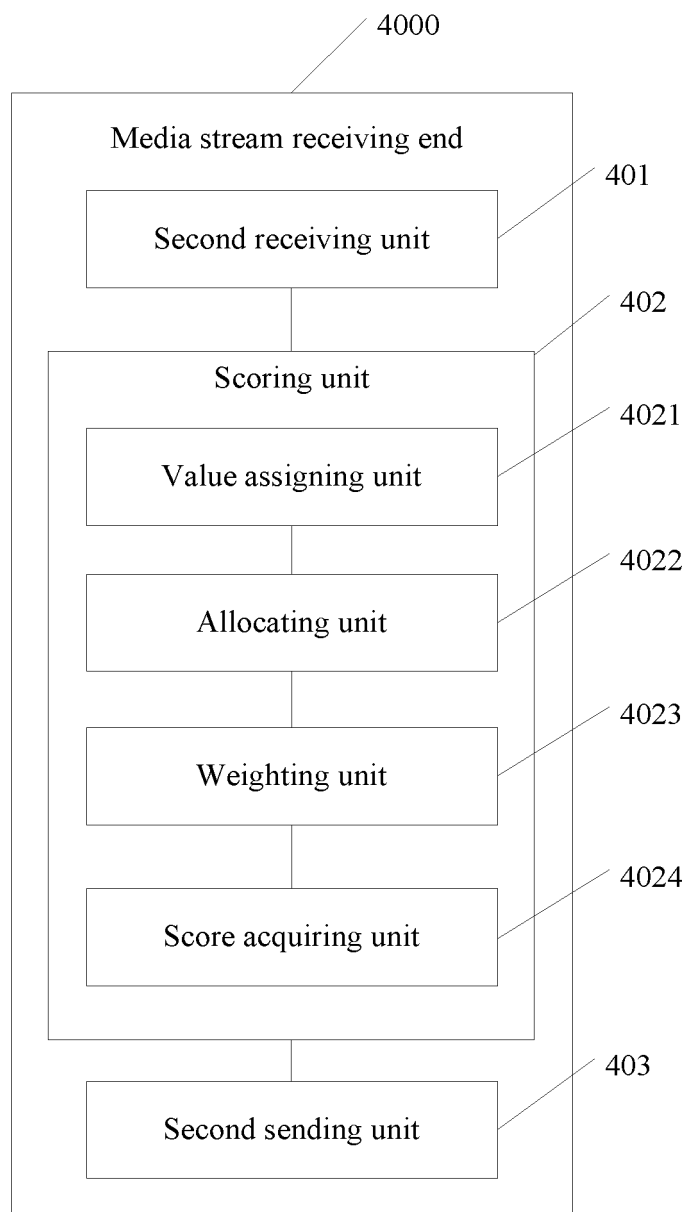 4000
Media stream receiving end
401
Second receiving unit
402
Scoring unit
4021
Value assigning unit
4022
Allocating unit
4023
Weighting unit
4024
Score acquiring unit
403
Second sending unit